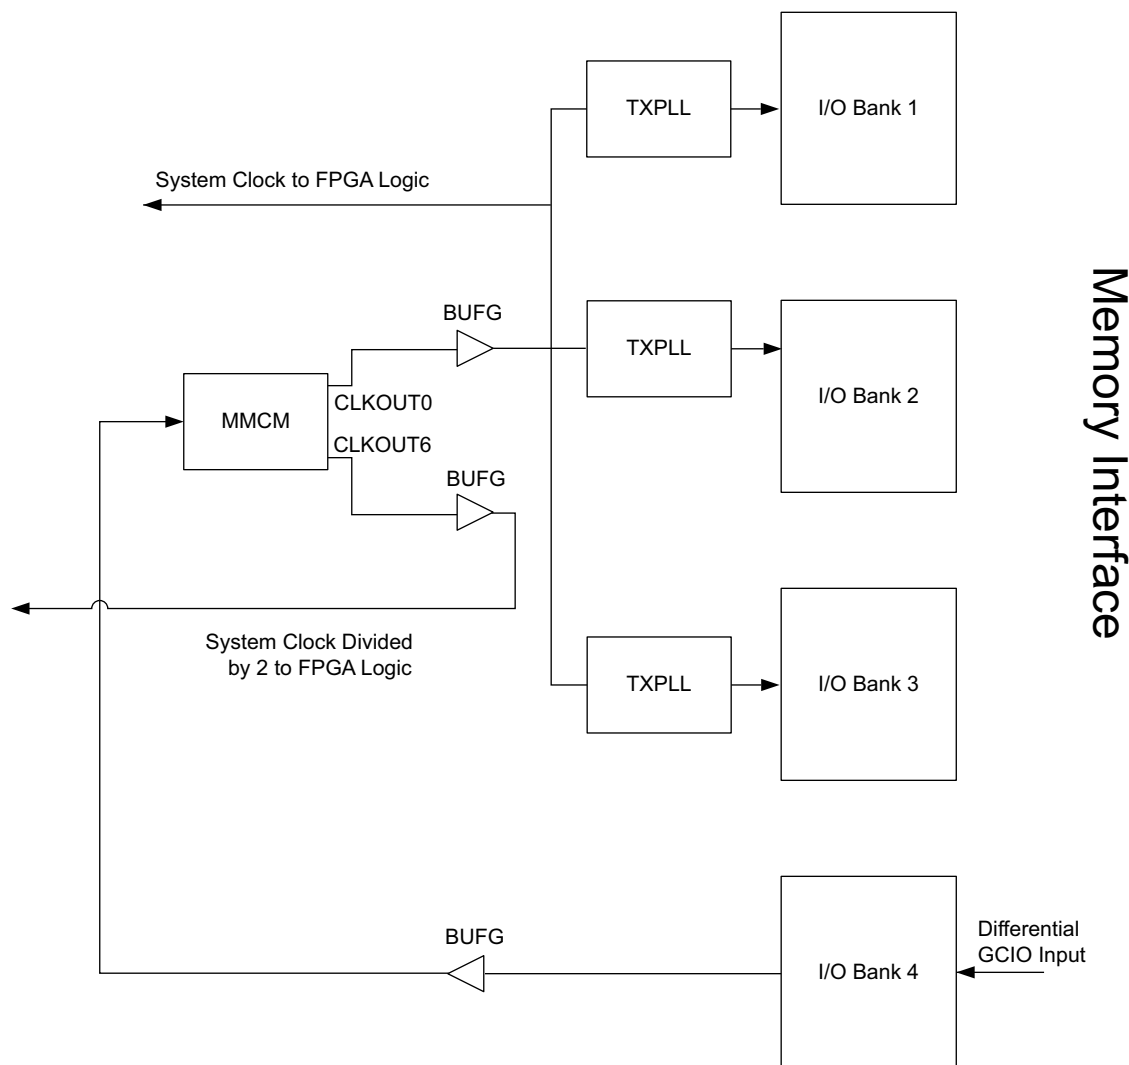 TXPLL
I/O Bank 1
System Clock to FPGA Logic
BUFG
TXPLL
I/O Bank 2
MMCM
CLKOUT0
CLKOUT6
BUFG
Memory Interface
System Clock Divided
by 2 to FPGA Logic
TXPLL
I/O Bank 3
BUFG
I/O Bank 4
Differential
GCIO Input